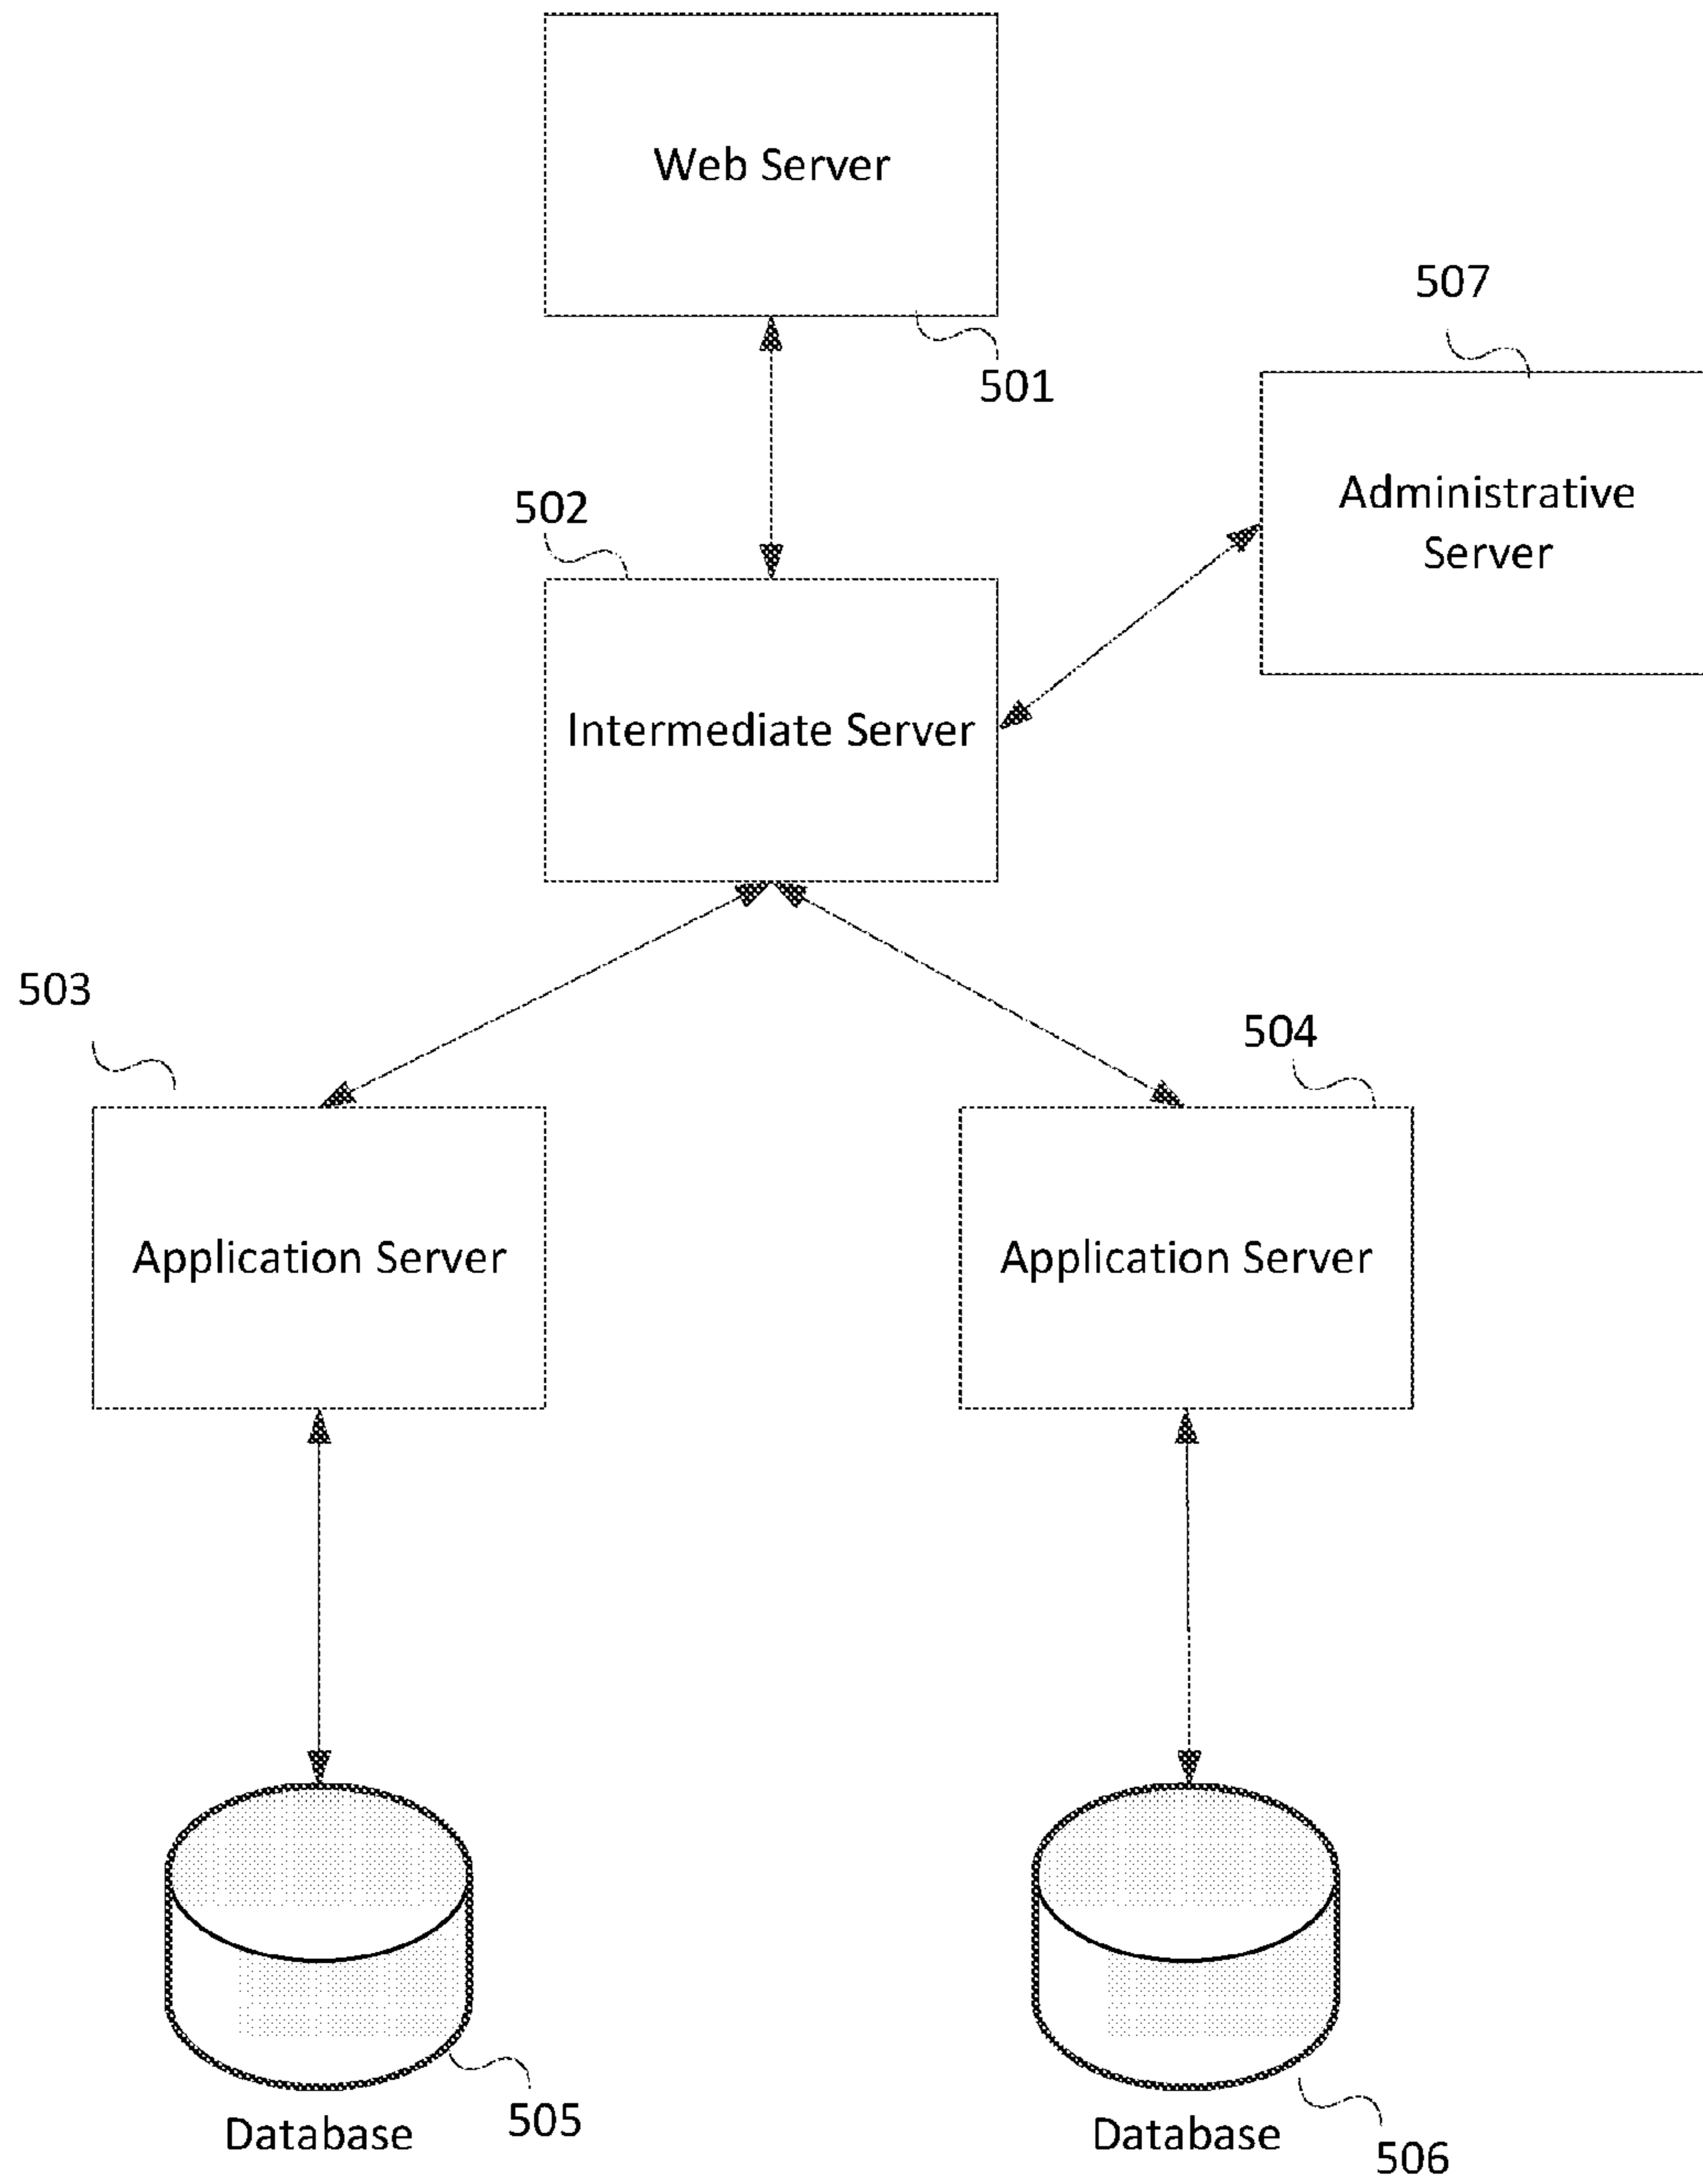 Web Server
507
501
Administrative
Server
502
Intermediate Server
503
504
Application Server
Application Server
505
Database
Database
506